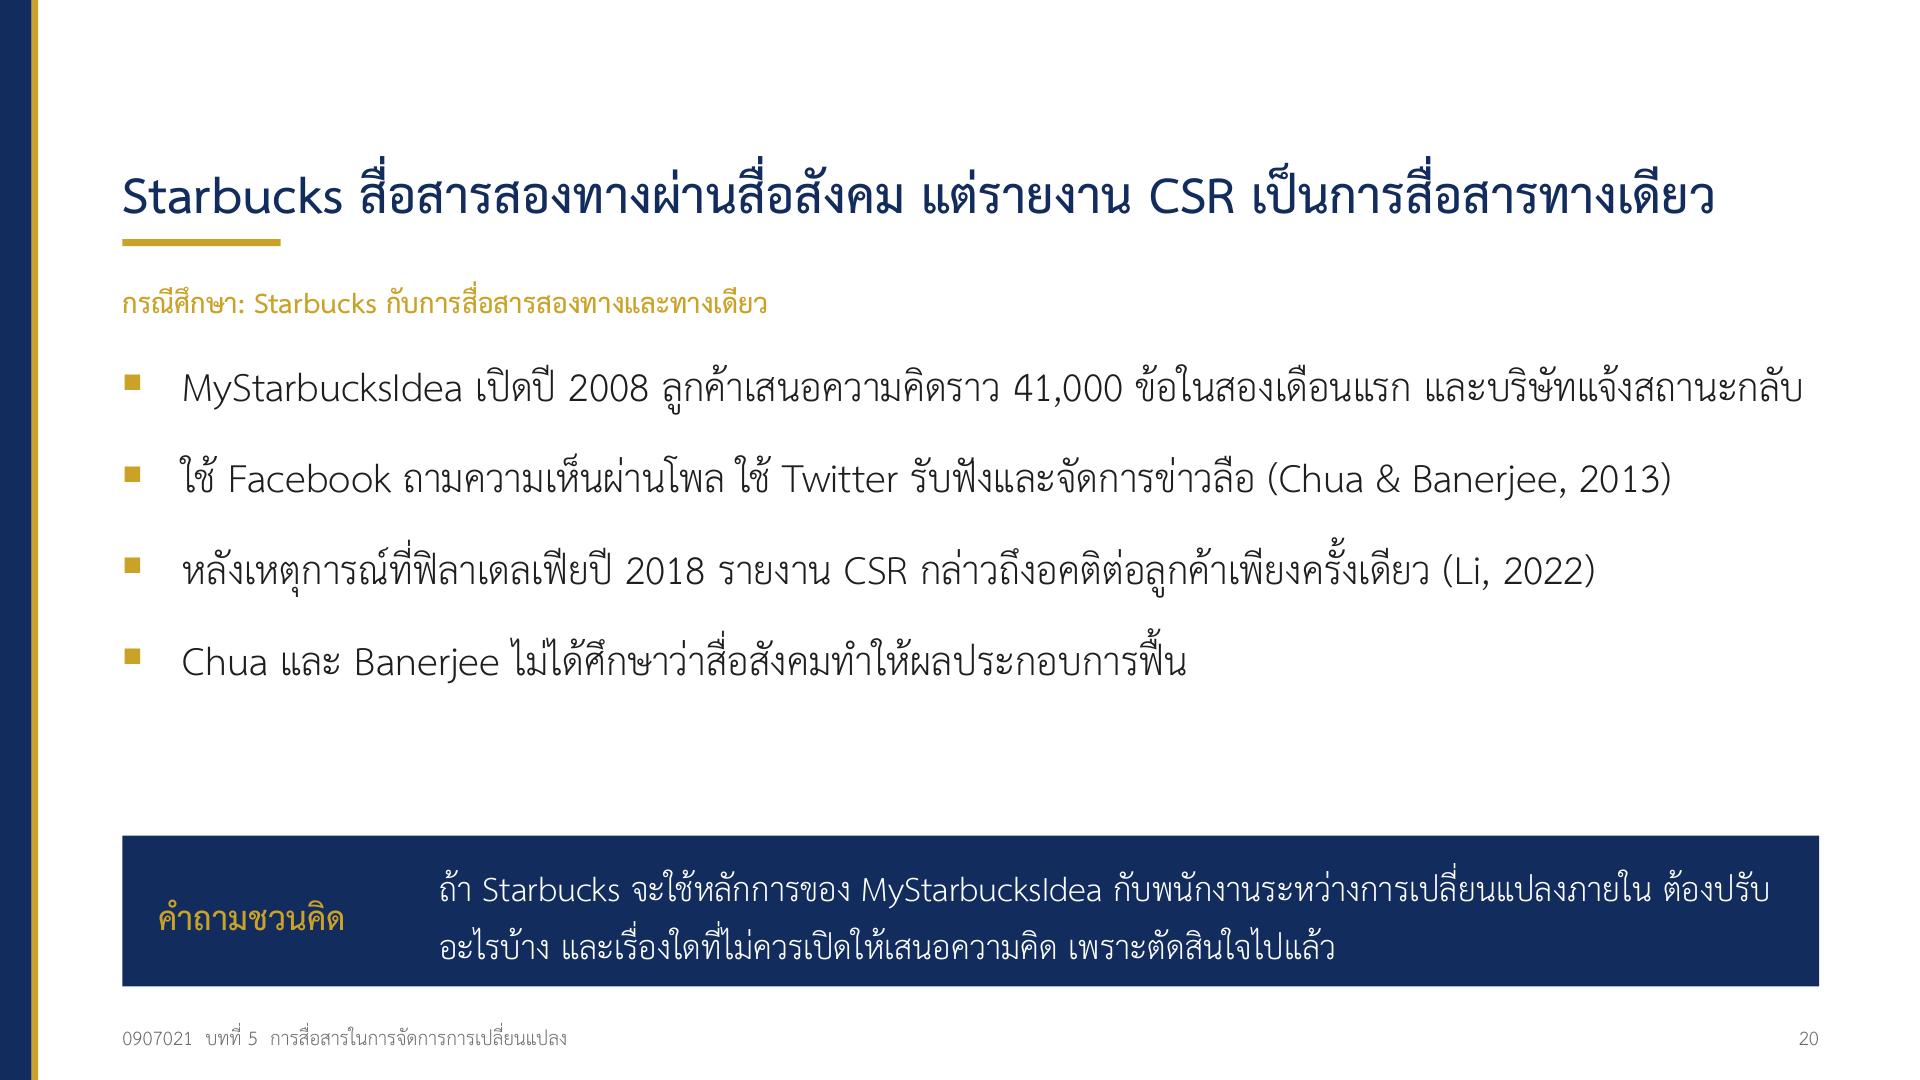 Starbucks สื่อสารสองทางผ่านสื่อสังคม แต่รายงาน CSR เป็นการสื่อสารทางเดียว
กรณีศึกษา: Starbucks กับการสื่อสารสองทางและทางเดียว
MyStarbucksIdea เปิดปี 2008 ลูกค้าเสนอความคิดราว 41,000 ข้อในสองเดือนแรก และบริษัทแจ้งสถานะกลับ
ใช้ Facebook ถามความเห็นผ่านโพล ใช้ Twitter รับฟังและจัดการข่าวลือ (Chua & Banerjee, 2013)
หลังเหตุการณ์ที่ฟิลาเดลเฟียปี 2018 รายงาน CSR กล่าวถึงอคติต่อลูกค้าเพียงครั้งเดียว (Li, 2022)
Chua และ Banerjee ไม่ได้ศึกษาว่าสื่อสังคมทำให้ผลประกอบการฟื้น
คำถามชวนคิด
ถ้า Starbucks จะใช้หลักการของ MyStarbucksIdea กับพนักงานระหว่างการเปลี่ยนแปลงภายใน ต้องปรับ
อะไรบ้าง และเรื่องใดที่ไม่ควรเปิดให้เสนอความคิด เพราะตัดสินใจไปแล้ว
0907021 บทที่ 5 การสื่อสารในการจัดการการเปลี่ยนแปลง
20